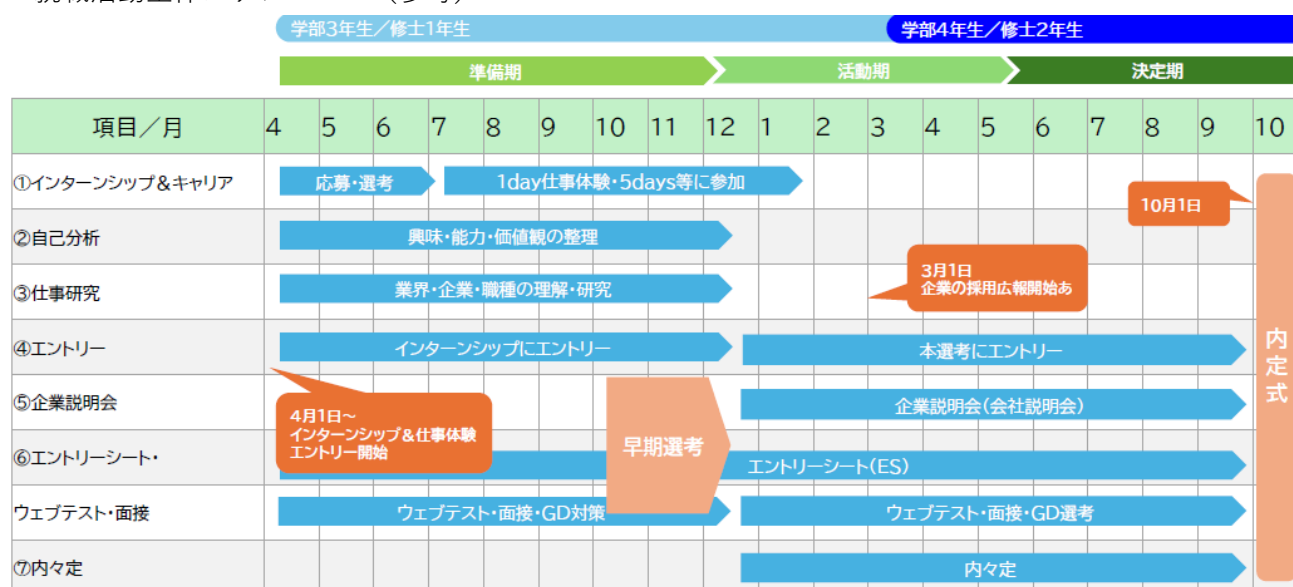 学部3年生／修士1年生
学部4年生／修士2年生
準備期
活動期
決定期
項目／月 4 5 6 7 8 9 10 11 12 1 2 3 4 5 6 7 8 9 10
①インターンシップ&キャリア
応募・選考
1day仕事体験・5days等に参加
10月1日
②自己分析
興味・能力・価値観の整理
③仕事研究
業界・企業・職種の理解・研究
3月1日
企業の採用広報開始あ
④エントリー
インターンシップにエントリー
本選考にエントリー
内定式
⑤企業説明会
4月1日～
インターンシップ&仕事体験
エントリー開始
早期選考
企業説明会(会社説明会)
⑥エントリーシート・
エントリーシート(ES)
ウェブテスト・面接
ウェブテスト・面接・GD対策
ウェブテスト・面接・GD選考
⑦内々定
内々定